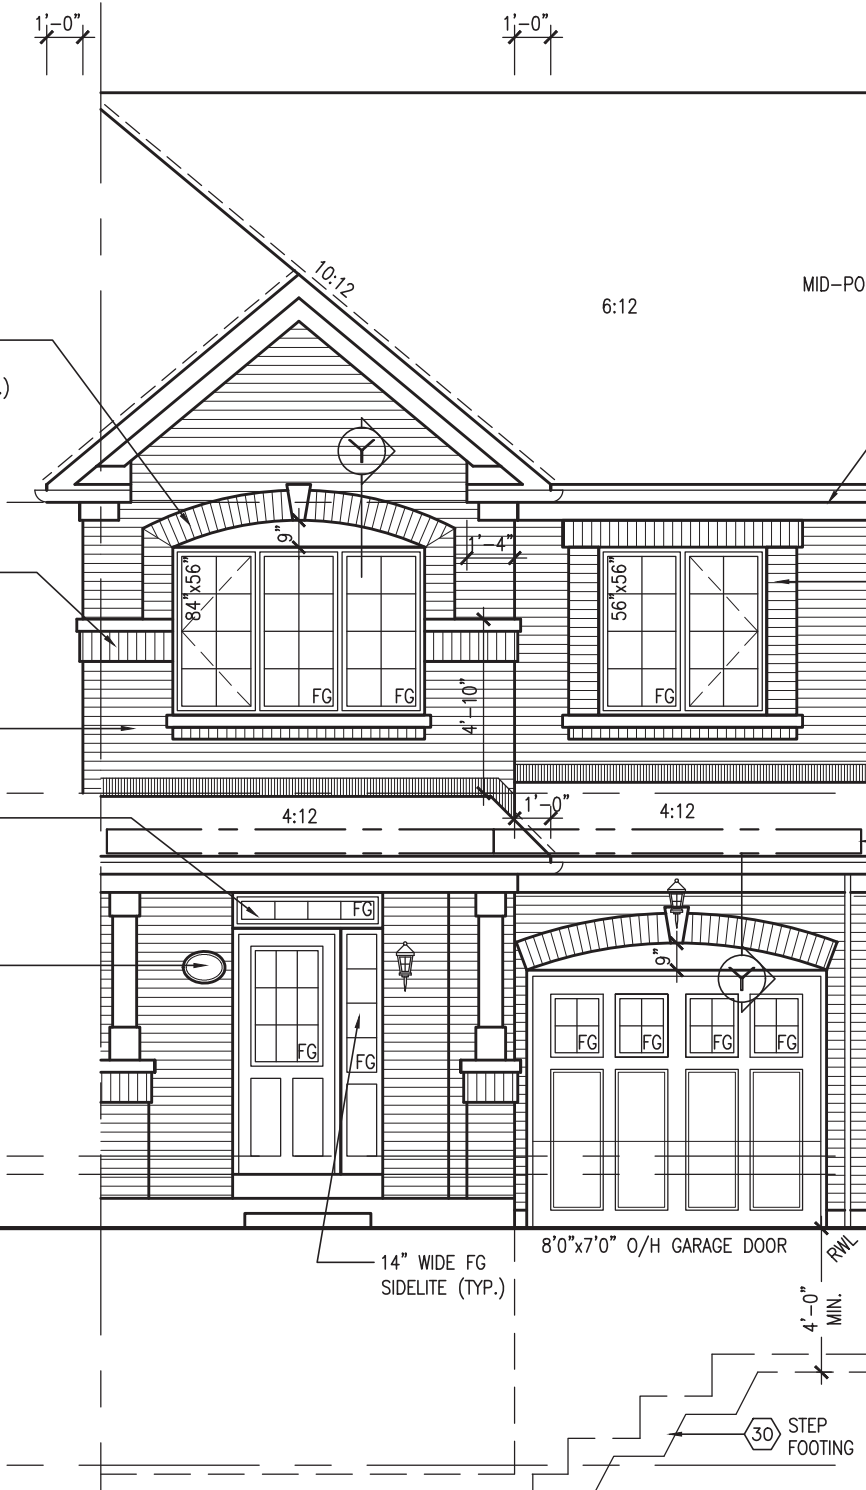 1'-0"
1'-0"
10:12
6:12
MID-PO
.)
Y
9"
1'-4"
84"x56"
56"x56"
FG
FG
FG
4'-10"
1'-0"
4:12
4:12
FG
9"
Y
FG
FG
FG
FG
FG
FG
8'0"x7'0" O/H GARAGE DOOR
RWL
14" WIDE FG
SIDELITE (TYP.)
4'-0"
MIN.
30
STEP
FOOTING